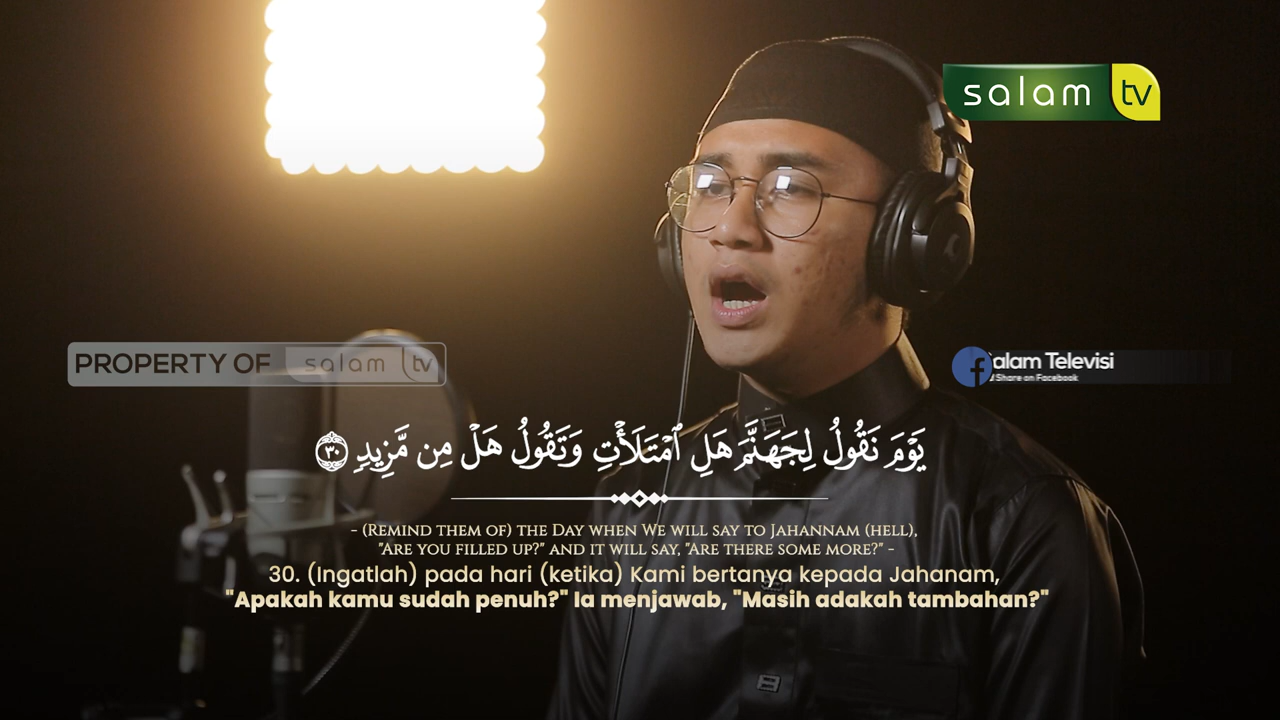 salam tv
PROPERTY OF salam tv
alam Televisi
Share on Facebook
يَوْمَ نَقُولُ لِجَهَنَّمَ هَلِ ٱمْتَلَأْتِ وَتَقُولُ هَلْ مِن مَّزِيدٍ ٣٠
- (Remind them of) the Day when We will say to Jahannam (hell),
"Are you filled up?" and it will say, "Are there some more?" -
30. (Ingatlah) pada hari (ketika) Kami bertanya kepada Jahanam,
"Apakah kamu sudah penuh?" Ia menjawab, "Masih adakah tambahan?"